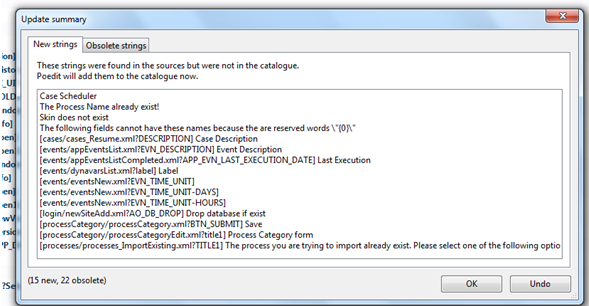 Update summary
New strings
Obsolete strings
These strings were found in the sources but were not in the catalogue.
Poedit will add them to the catalogue now.
Case Scheduler
The Process Name already exist!
Skin does not exist
The following fields cannot have these names because the are reserved words \"{0}\"
[cases/cases_Resume.xml?DESCRIPTION] Case Description
[events/appEventsList.xml?EVN_DESCRIPTION] Event Description
[events/appEventsListCompleted.xml?APP_EVN_LAST_EXECUTION_DATE] Last Execution
[events/dynavarsList.xml?label] Label
[events/eventsNew.xml?EVN_TIME_UNIT]
[events/eventsNew.xml?EVN_TIME_UNIT-DAYS]
[events/eventsNew.xml?EVN_TIME_UNIT-HOURS]
[login/newSiteAdd.xml?AO_DB_DROP] Drop database if exist
[processCategory/processCategory.xml?BTN_SUBMIT] Save
[processCategory/processCategoryEdit.xml?title1] Process Category form
[processes/processes_ImportExisting.xml?TITLE1] The process you are trying to import already exist. Please select one of the following optio
(15 new, 22 obsolete)
OK
Undo
?Se